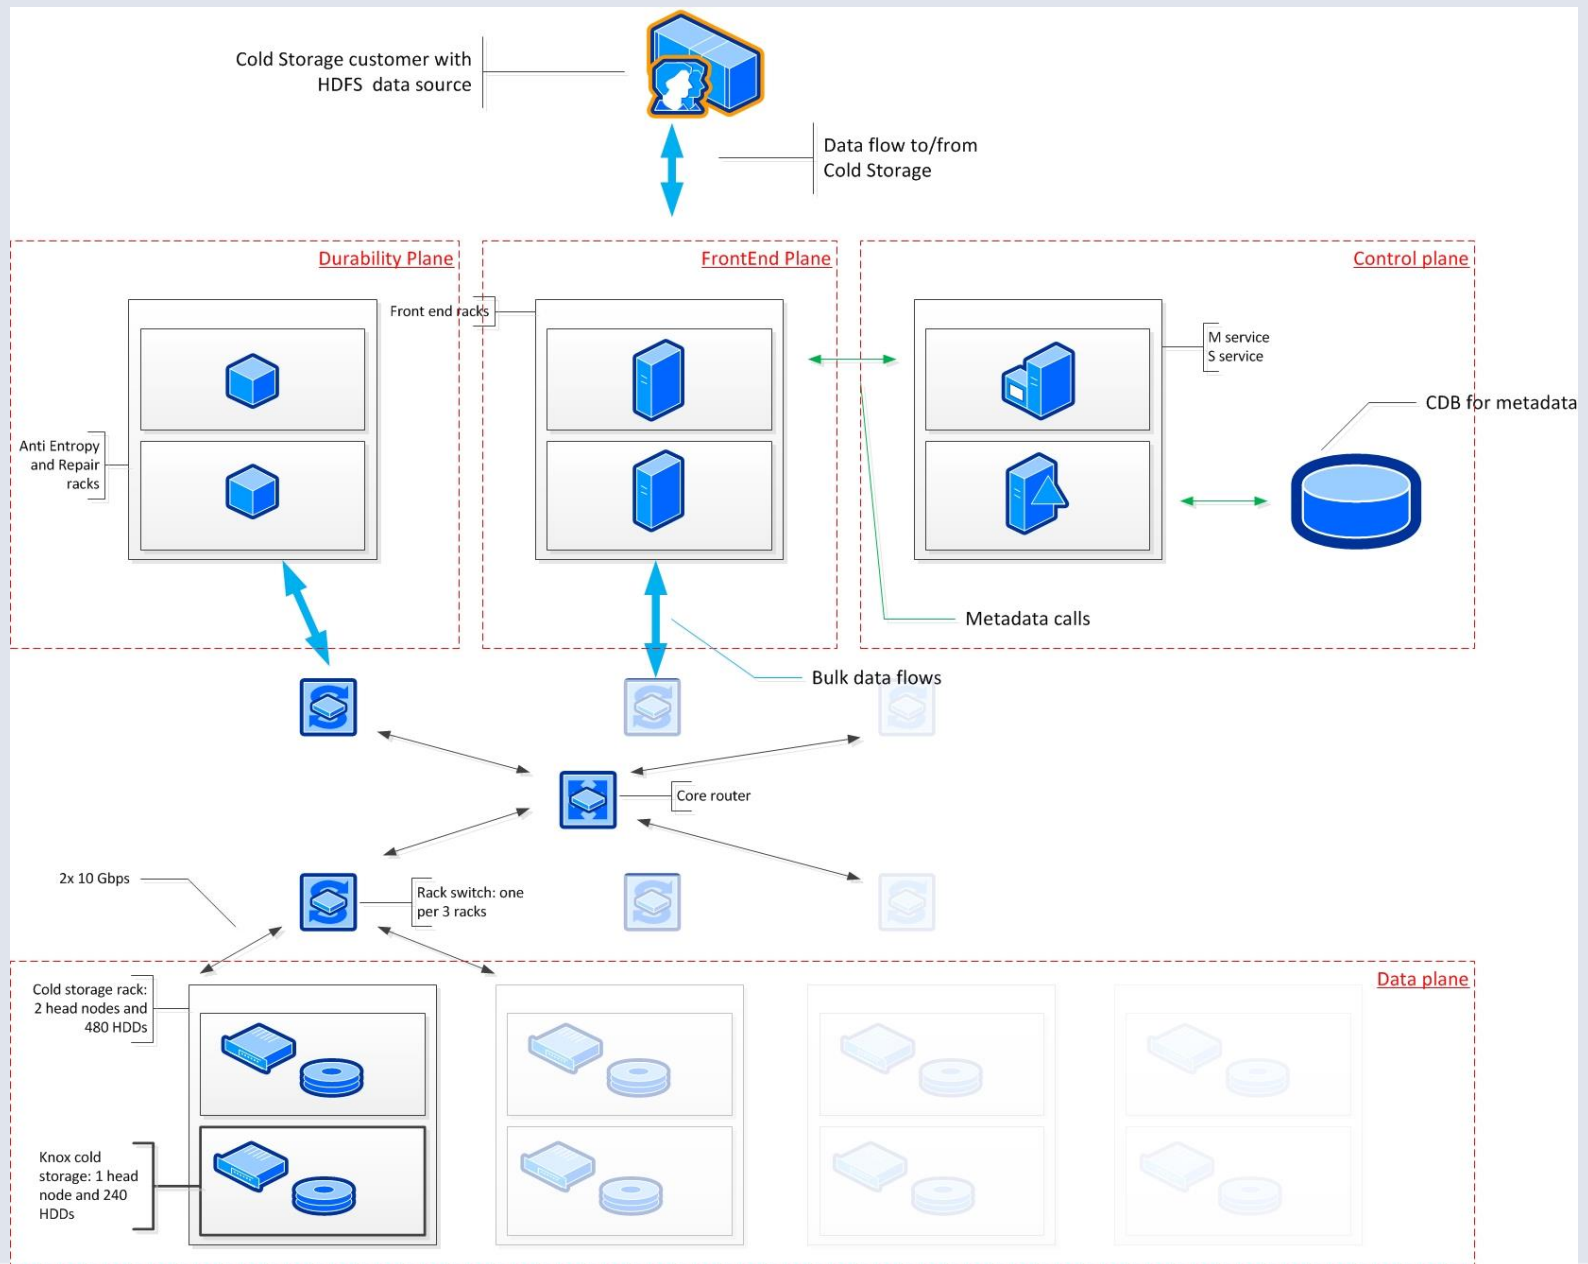 Cold Storage customer with
HDFS data source
Data flow to/from
Cold Storage
Durability Plane
FrontEnd Plane
Control plane
Front end racks
M service
S service
CDB for metadata
Anti Entropy
and Repair
racks
Metadata calls
Bulk data flows
Core router
2x 10 Gbps
Rack switch: one
per 3 racks
Data plane
Cold storage rack:
2 head nodes and
480 HDDs
Knox cold
storage: 1 head
node and 240
HDDs